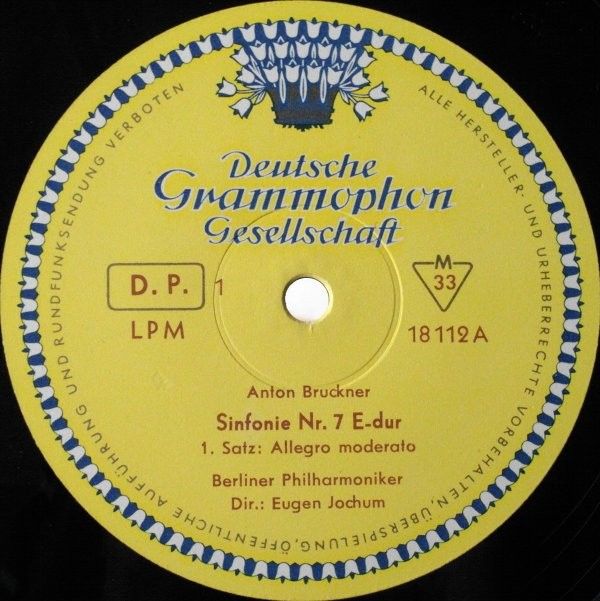 ALLE HERSTELLER- UND URHEBERRECHTE VORBEHALTEN, ÜBERSPIELUNG, ÖFFENTLICHE AUFFÜHRUNG UND RUNDFUNKSENDUNG VERBOTEN
Deutsche
Grammophon
Gesellschaft
D. P. 1 M 33
LPM 18112 A
Anton Bruckner
Sinfonie Nr. 7 E-dur
1. Satz: Allegro moderato
Berliner Philharmoniker
Dir.: Eugen Jochum